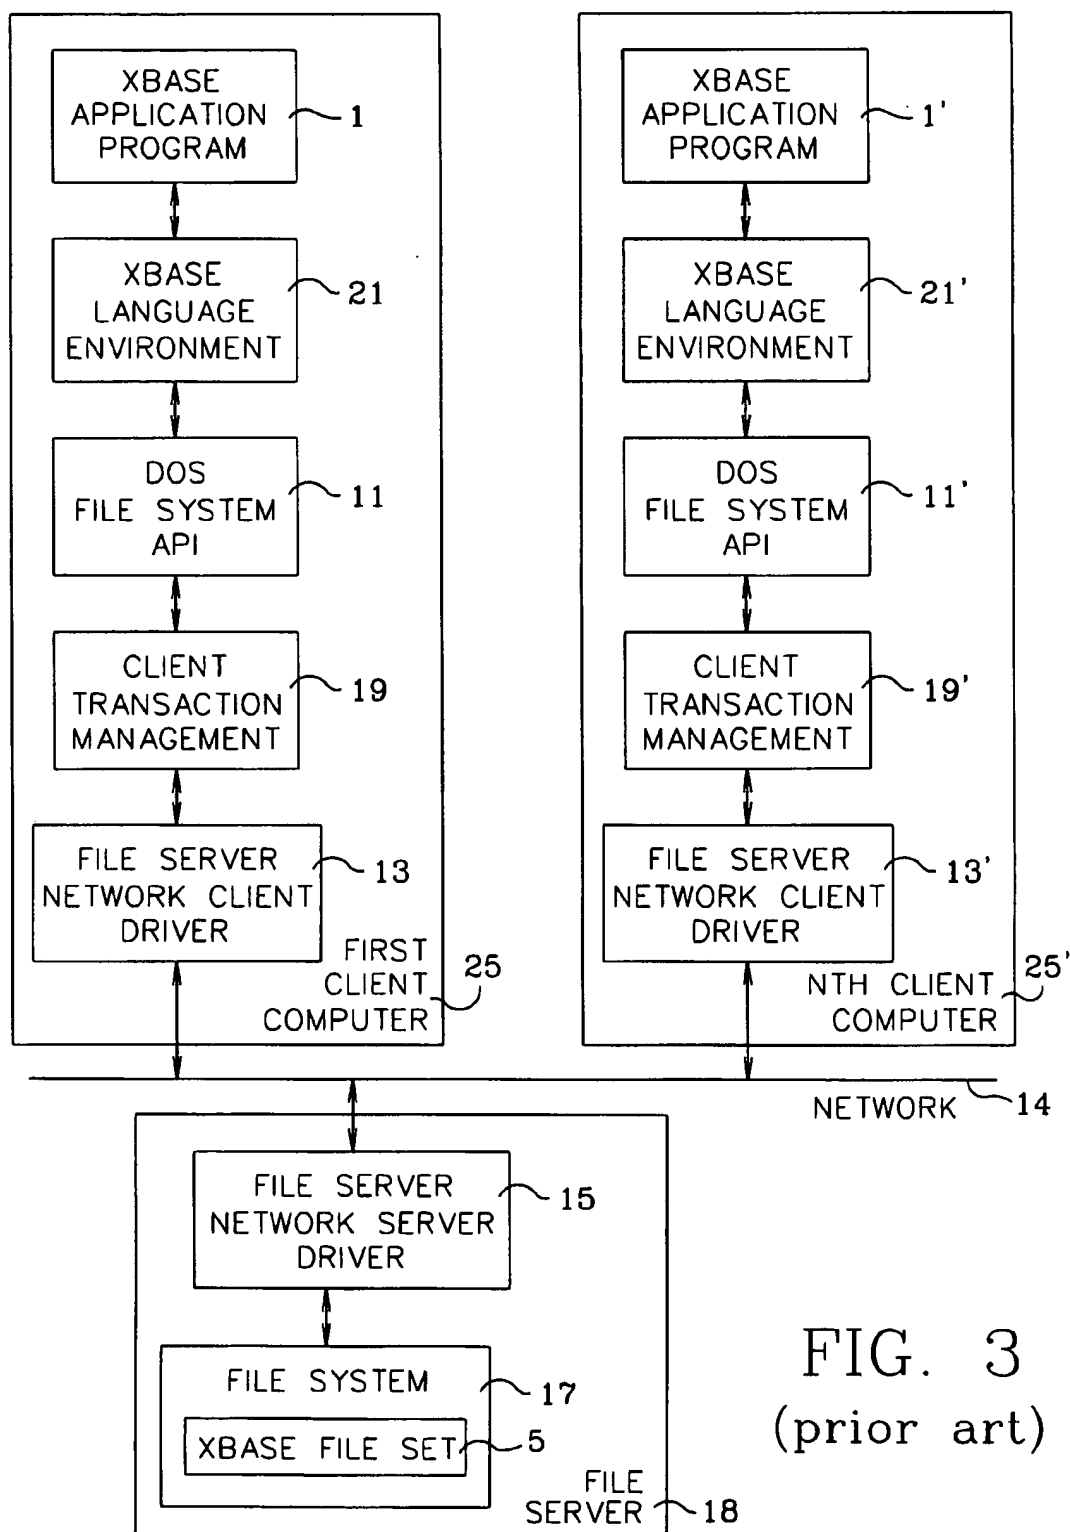 XBASE
APPLICATION
PROGRAM
1
XBASE
LANGUAGE
ENVIRONMENT
21
DOS
FILE SYSTEM
API
11
CLIENT
TRANSACTION
MANAGEMENT
19
FILE SERVER
NETWORK CLIENT
DRIVER
13
FIRST
CLIENT
COMPUTER
25
XBASE
APPLICATION
PROGRAM
1'
XBASE
LANGUAGE
ENVIRONMENT
21'
DOS
FILE SYSTEM
API
11'
CLIENT
TRANSACTION
MANAGEMENT
19'
FILE SERVER
NETWORK CLIENT
DRIVER
13'
NTH CLIENT
COMPUTER
25'
NETWORK
14
FILE SERVER
NETWORK SERVER
DRIVER
15
FILE SYSTEM
17
XBASE FILE SET
5
FILE
SERVER
18
FIG. 3
(prior art)